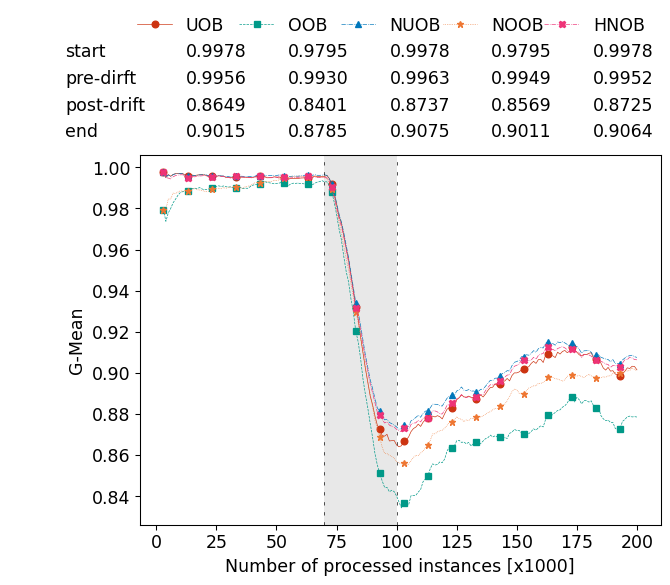 UOB OOB NUOB NOOB HNOB
start 0.9978 0.9795 0.9978 0.9795 0.9978
pre-dirft 0.9956 0.9930 0.9963 0.9949 0.9952
post-drift 0.8649 0.8401 0.8737 0.8569 0.8725
end 0.9015 0.8785 0.9075 0.9011 0.9064
1.00
0.98
0.96
0.94
0.92
0.90
0.88
0.86
0.84
G-Mean
0 25 50 75 100 125 150 175 200
Number of processed instances [x1000]